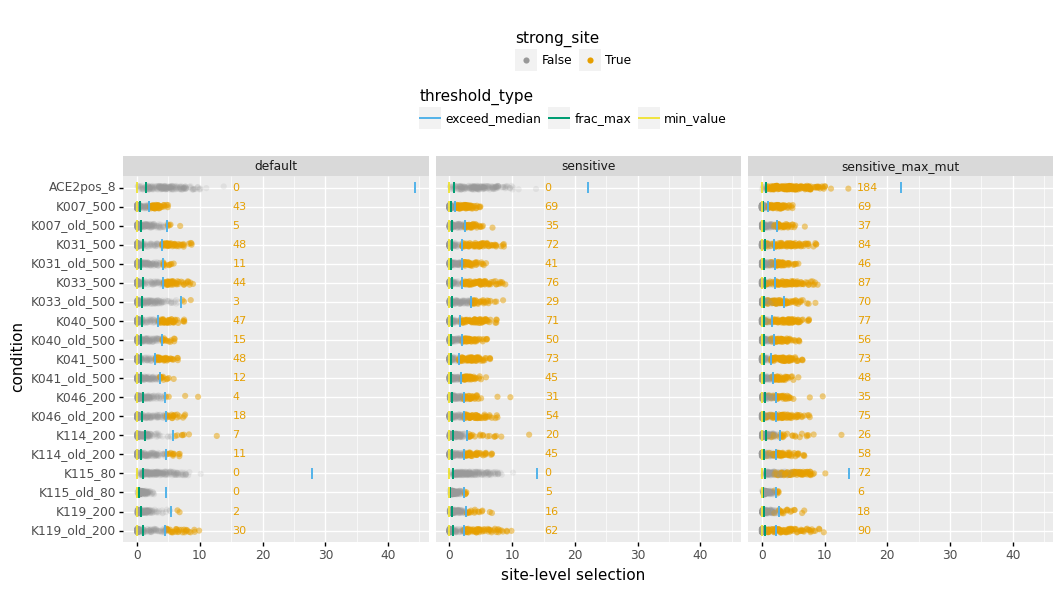 strong_site
False True
threshold_type
exceed_median frac_max min_value
default sensitive sensitive_max_mut
condition
ACE2pos_8 0 0 184
K007_500 43 69 69
K007_old_500 5 35 37
K031_500 48 72 84
K031_old_500 11 41 46
K033_500 44 76 87
K033_old_500 3 29 70
K040_500 47 71 77
K040_old_500 15 50 56
K041_500 48 73 73
K041_old_500 12 45 48
K046_200 4 31 35
K046_old_200 18 54 75
K114_200 7 20 26
K114_old_200 11 45 58
K115_80 0 0 72
K115_old_80 0 5 6
K119_200 2 16 18
K119_old_200 30 62 90
0 10 20 30 40 0 10 20 30 40 0 10 20 30 40
site-level selection